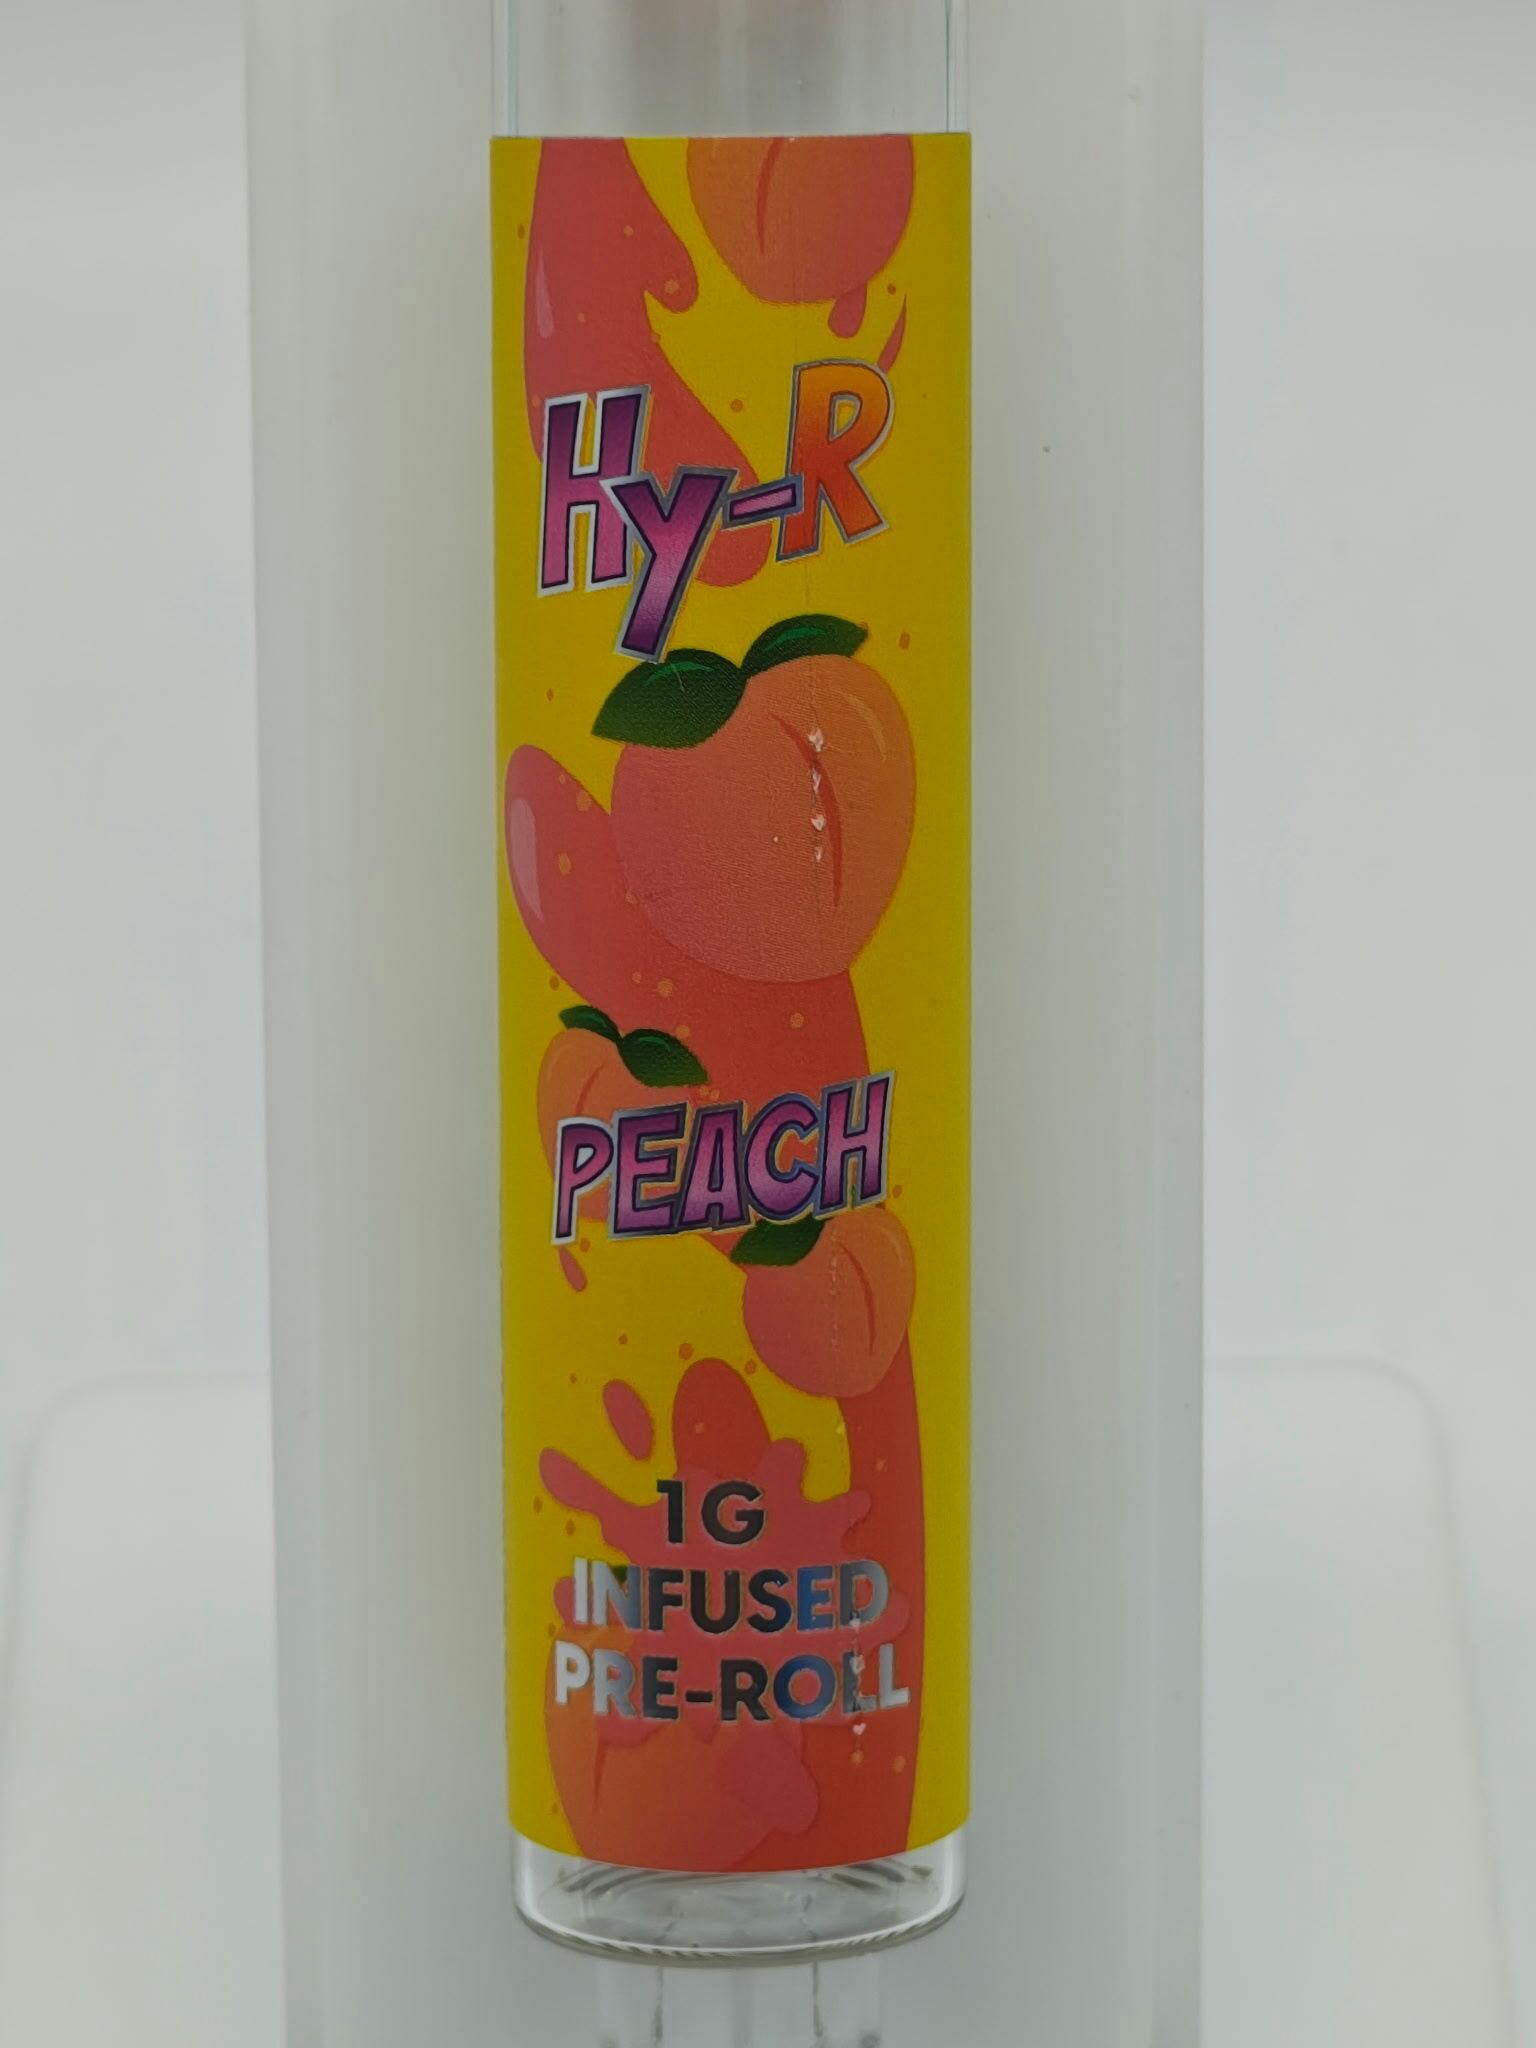 Hy-R
PEACH
1G
INFUSED
PRE-ROLL